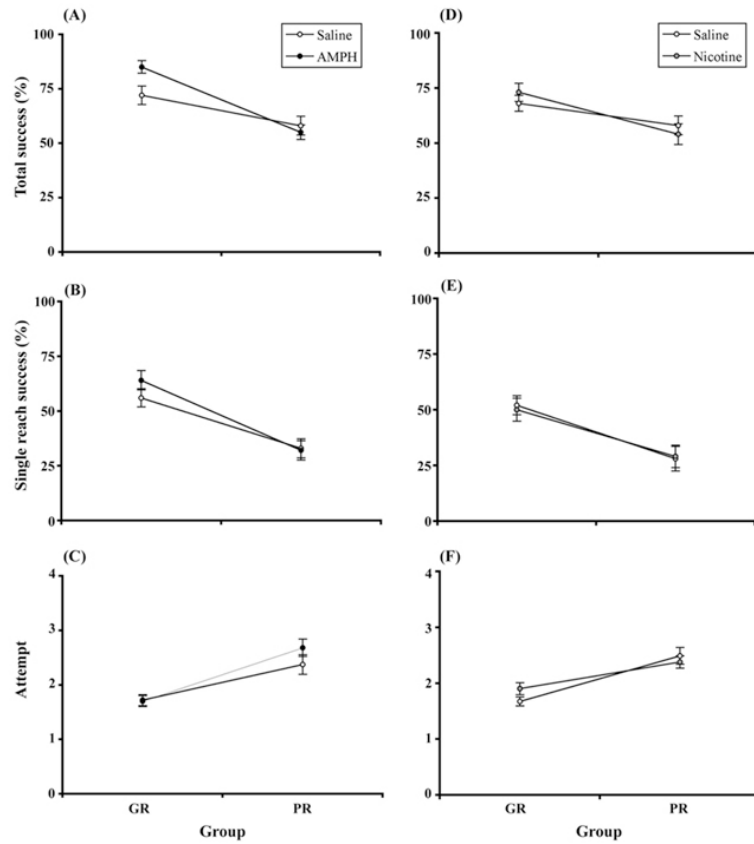 (A)
Saline
AMPH
100
75
50
25
0
Total success (%)
(D)
Saline
Nicotine
100
75
50
25
0
(B)
100
75
50
25
0
Single reach success (%)
(E)
100
75
50
25
0
(C)
4
3
2
1
0
Attempt
GR
PR
Group
(F)
4
3
2
1
0
GR
PR
Group